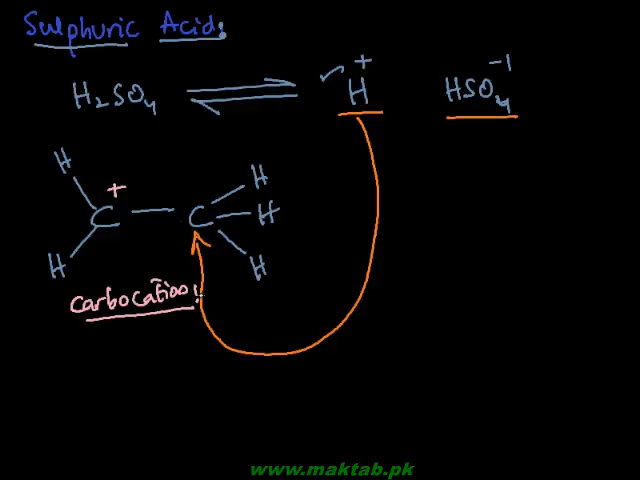 Sulphuric Acid:
H₂SO₄ ⇌ H⁺ HSO₄⁻¹
H H
+
C — C H
H H
Carbocation:
www.maktab.pk